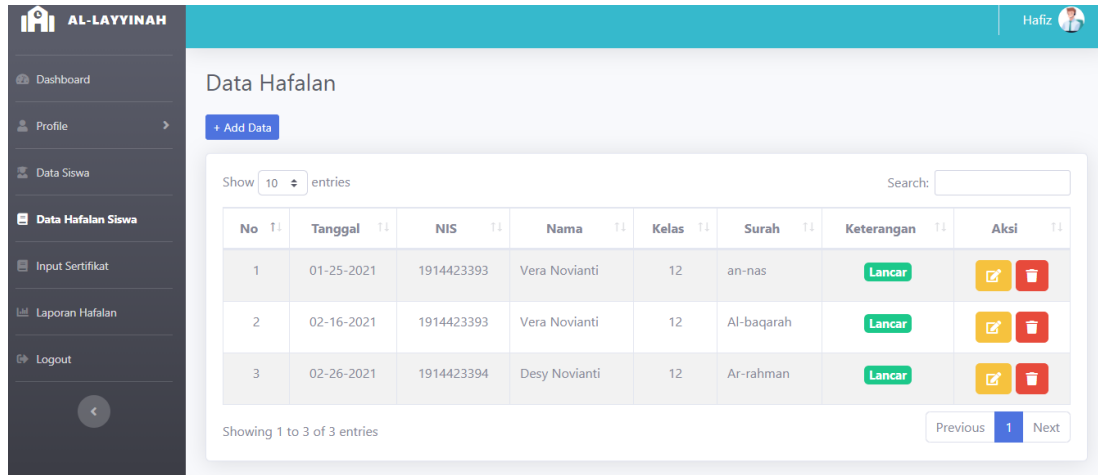 AL-LAYYINAH
Hafiz
Dashboard
Profile
Data Siswa
Data Hafalan Siswa
Input Sertifikat
Laporan Hafalan
Logout
Data Hafalan
+ Add Data
Show 10 entries Search:
No Tanggal NIS Nama Kelas Surah Keterangan Aksi
1 01-25-2021 1914423393 Vera Novianti 12 an-nas Lancar
2 02-16-2021 1914423393 Vera Novianti 12 Al-baqarah Lancar
3 02-26-2021 1914423394 Desy Novianti 12 Ar-rahman Lancar
Showing 1 to 3 of 3 entries Previous 1 Next